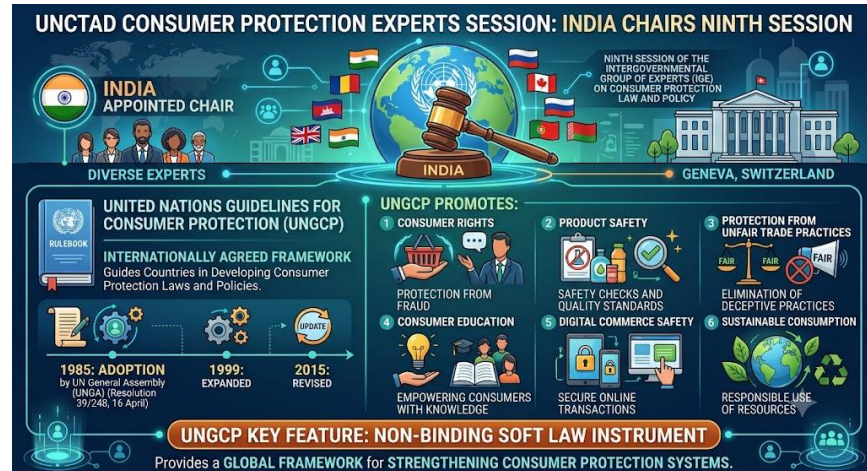 UNCTAD CONSUMER PROTECTION EXPERTS SESSION: INDIA CHAIRS NINTH SESSION
INDIA
APPOINTED CHAIR
DIVERSE EXPERTS
INDIA
NINTH SESSION OF THE
INTERGOVERNMENTAL
GROUP OF EXPERTS (IGE)
ON CONSUMER PROTECTION
LAW AND POLICY
GENEVA, SWITZERLAND
RULEBOOK
UNITED NATIONS GUIDELINES FOR
CONSUMER PROTECTION (UNGCP)
INTERNATIONALLY AGREED FRAMEWORK
Guides Countries in Developing Consumer
Protection Laws and Policies.
UPDATE
1985: ADOPTION
by UN General Assembly
(UNGA) (Resolution
39/248, 16 April)
1999:
EXPANDED
2015:
REVISED
UNGCP PROMOTES:
1 CONSUMER RIGHTS
PROTECTION FROM
FRAUD
2 PRODUCT SAFETY
SAFETY CHECKS AND
QUALITY STANDARDS
3 PROTECTION FROM
UNFAIR TRADE PRACTICES
FAIR
FAIR
FAIR
ELIMINATION OF
DECEPTIVE PRACTICES
4 CONSUMER EDUCATION
EMPOWERING CONSUMERS
WITH KNOWLEDGE
5 DIGITAL COMMERCE SAFETY
SECURE ONLINE
TRANSACTIONS
6 SUSTAINABLE CONSUMPTION
RESPONSIBLE USE
OF RESOURCES
UNGCP KEY FEATURE: NON-BINDING SOFT LAW INSTRUMENT
Provides a GLOBAL FRAMEWORK for STRENGTHENING CONSUMER PROTECTION SYSTEMS.